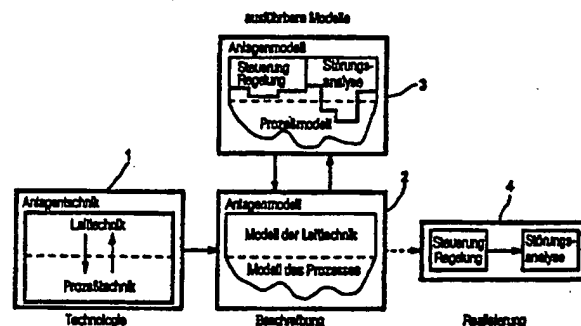 ausführbare Modelle
Anlagenmodell
Steuerung
Regelung
Störungs-
analyse
Prozeßmodell
3
1
Anlagentechnik
Leittechnik
Prozeßtechnik
Technologie
2
Anlagenmodell
Modell der Leittechnik
Modell des Prozesses
Beschreibung
4
Steuerung
Regelung
Störungs-
analyse
Realisierung